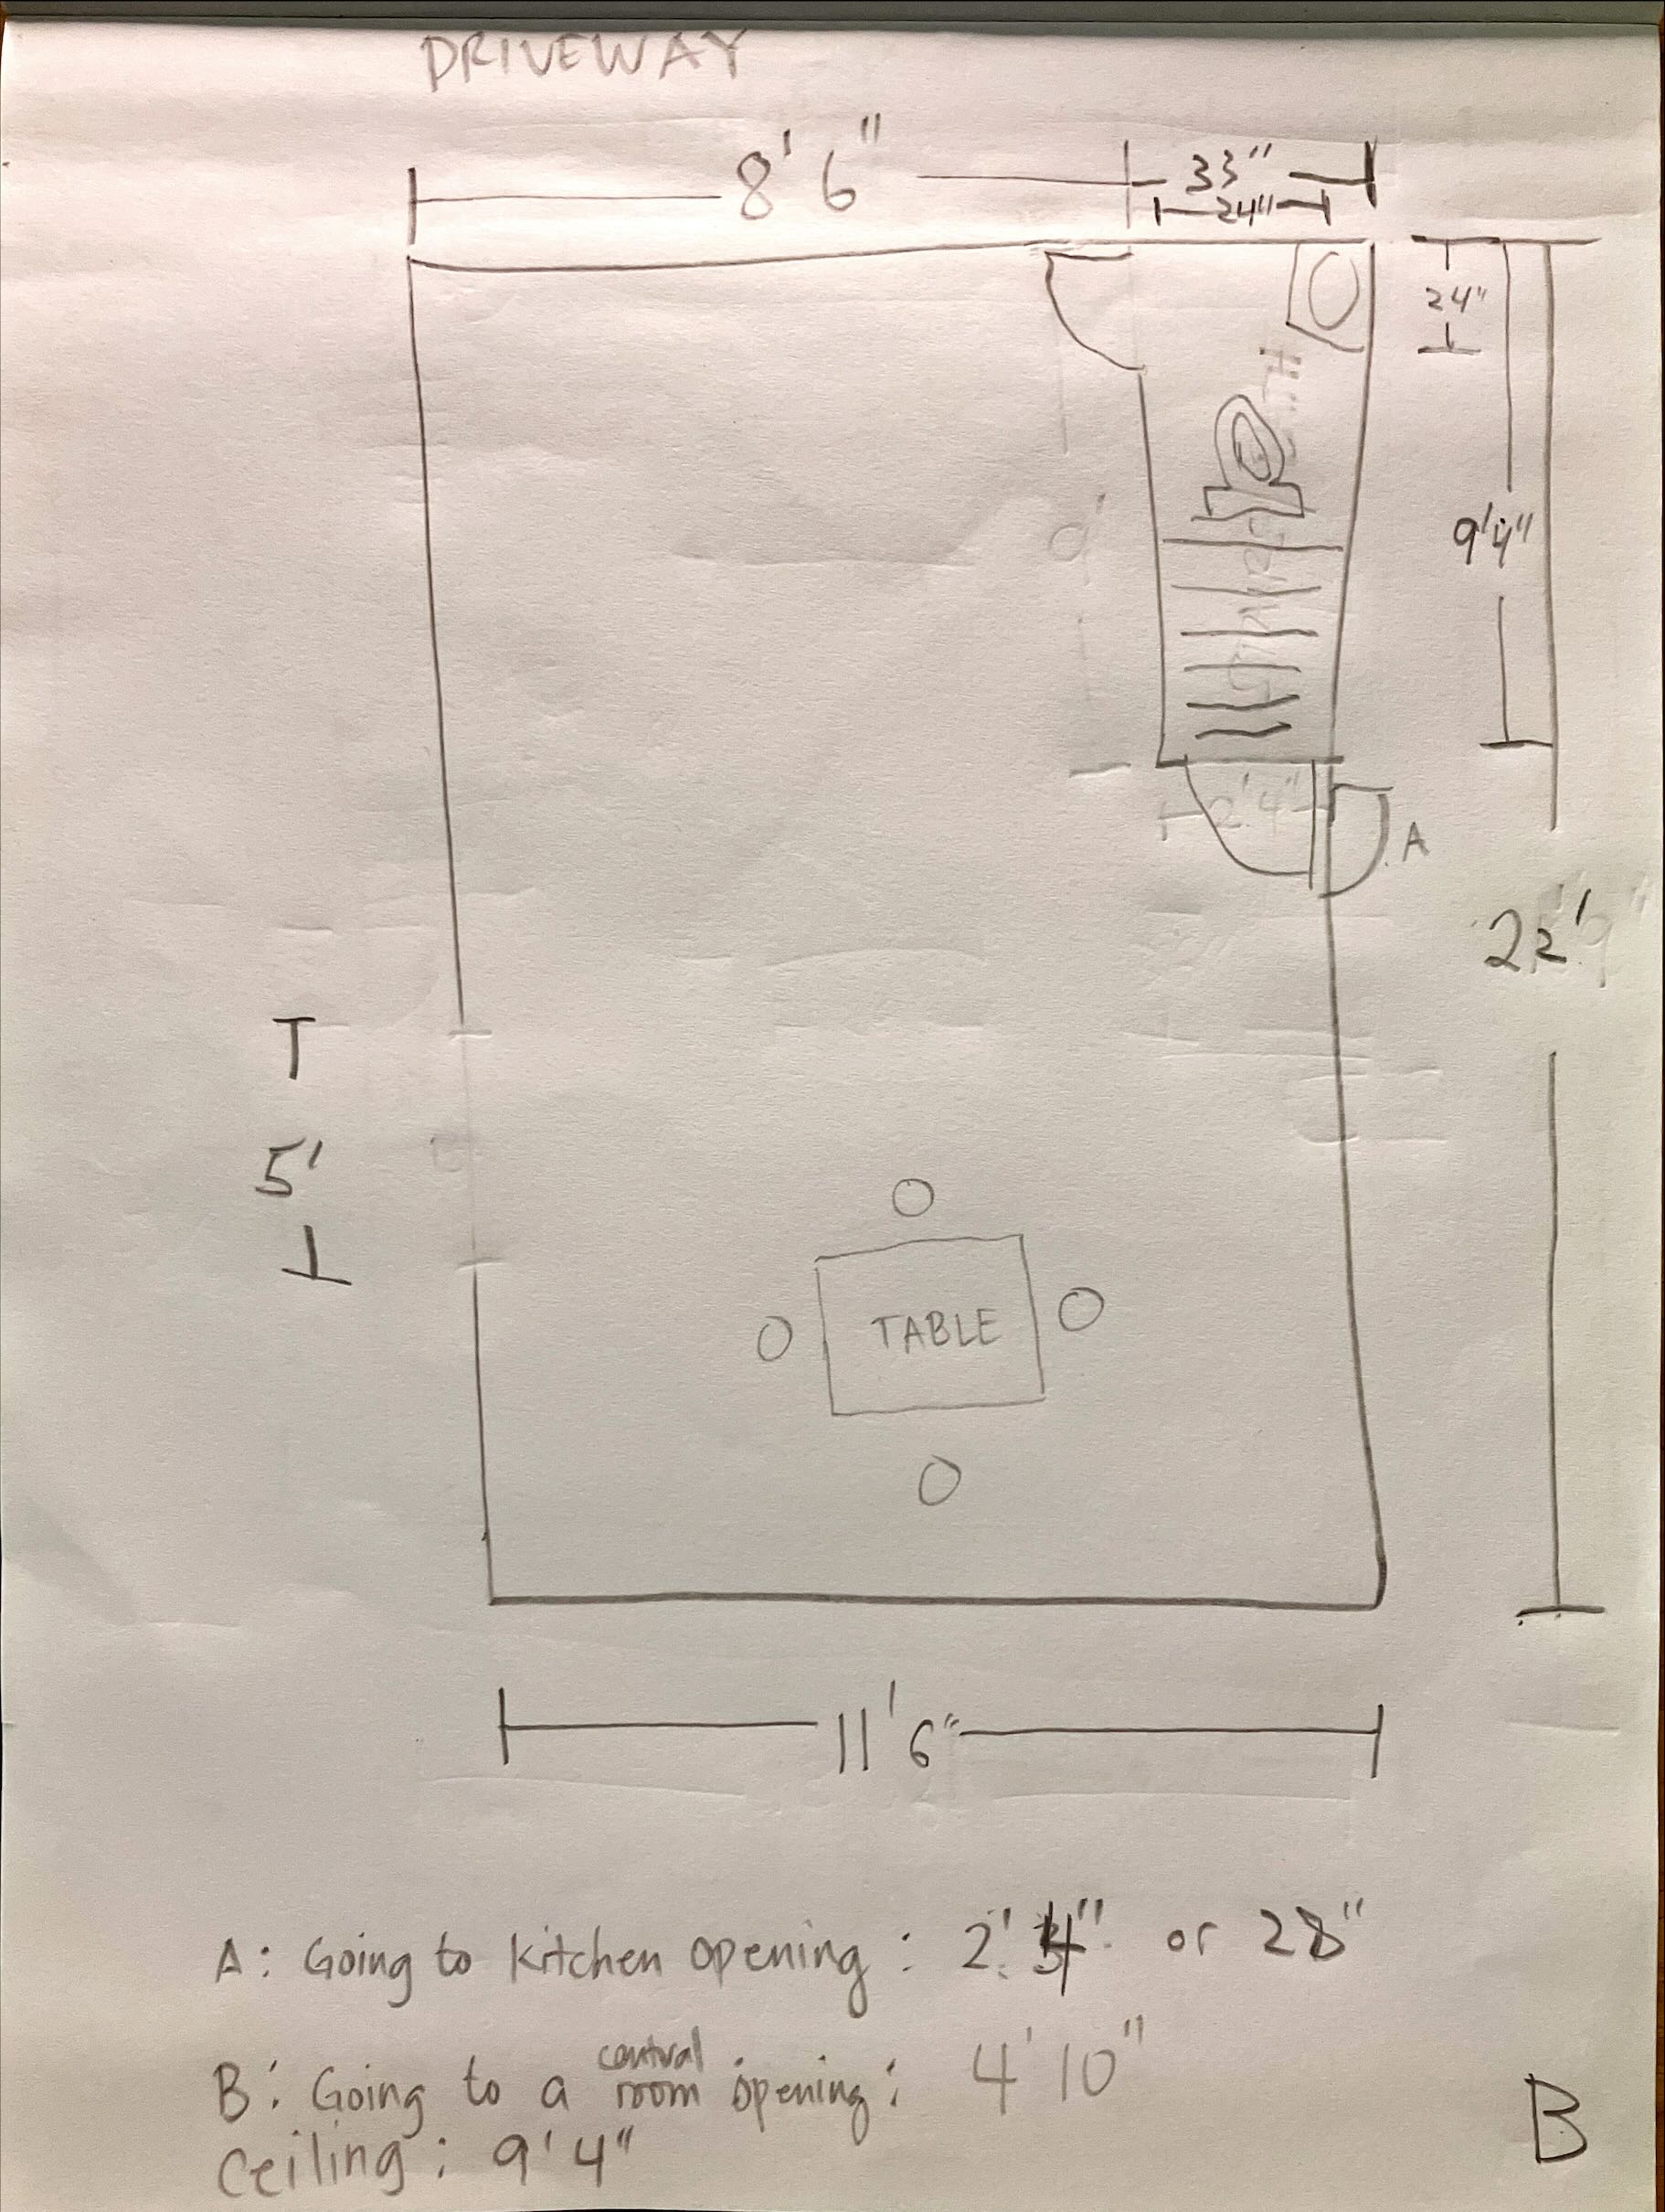 DRIVEWAY
8' 6"
33"
24"
24"
9'4"
2'4"
A
22'
5'
TABLE
11' 6"
A: Going to Kitchen opening : 2' 4" or 28"
B: Going to a central room opening : 4' 10"
Ceiling : 9' 4"
B